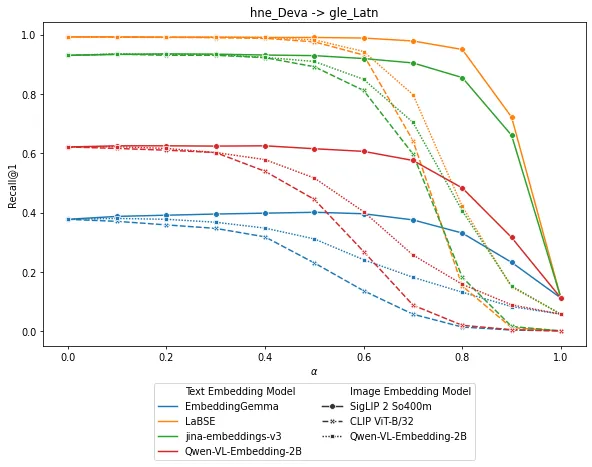 hne_Deva -> gle_Latn
Recall@1
1.0
0.8
0.6
0.4
0.2
0.0
0.0 0.2 0.4 0.6 0.8 1.0
α
Text Embedding Model
EmbeddingGemma
LaBSE
jina-embeddings-v3
Qwen-VL-Embedding-2B
Image Embedding Model
SigLIP 2 So400m
CLIP ViT-B/32
Qwen-VL-Embedding-2B